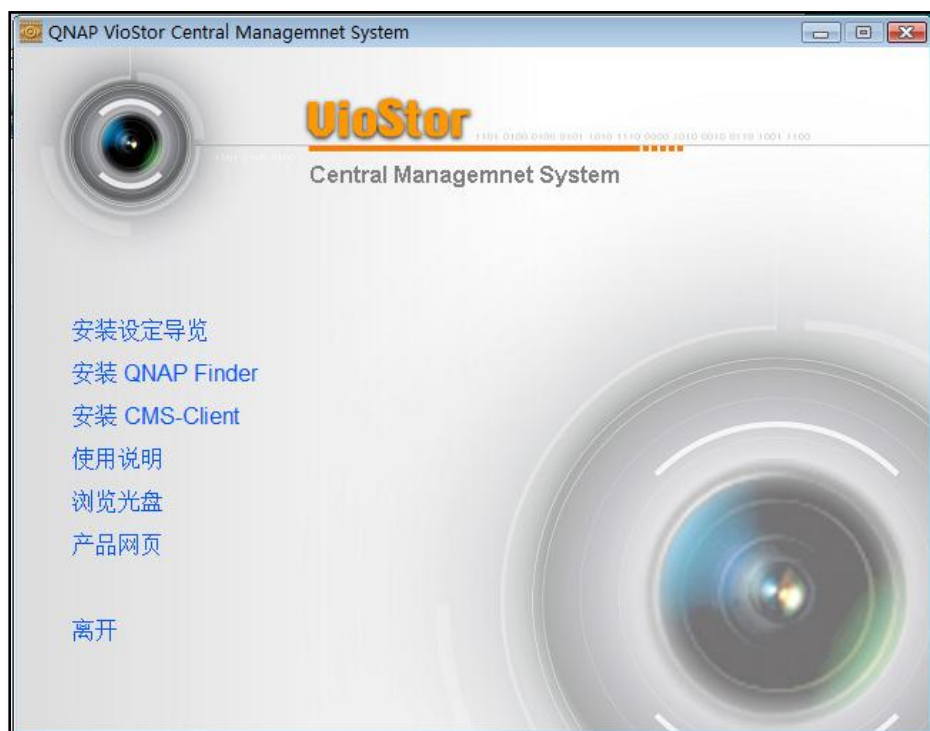 QNAP VioStor Central Managemnet System
VioStor
Central Managemnet System
安装设定导览
安装 QNAP Finder
安装 CMS-Client
使用说明
浏览光盘
产品网页
离开